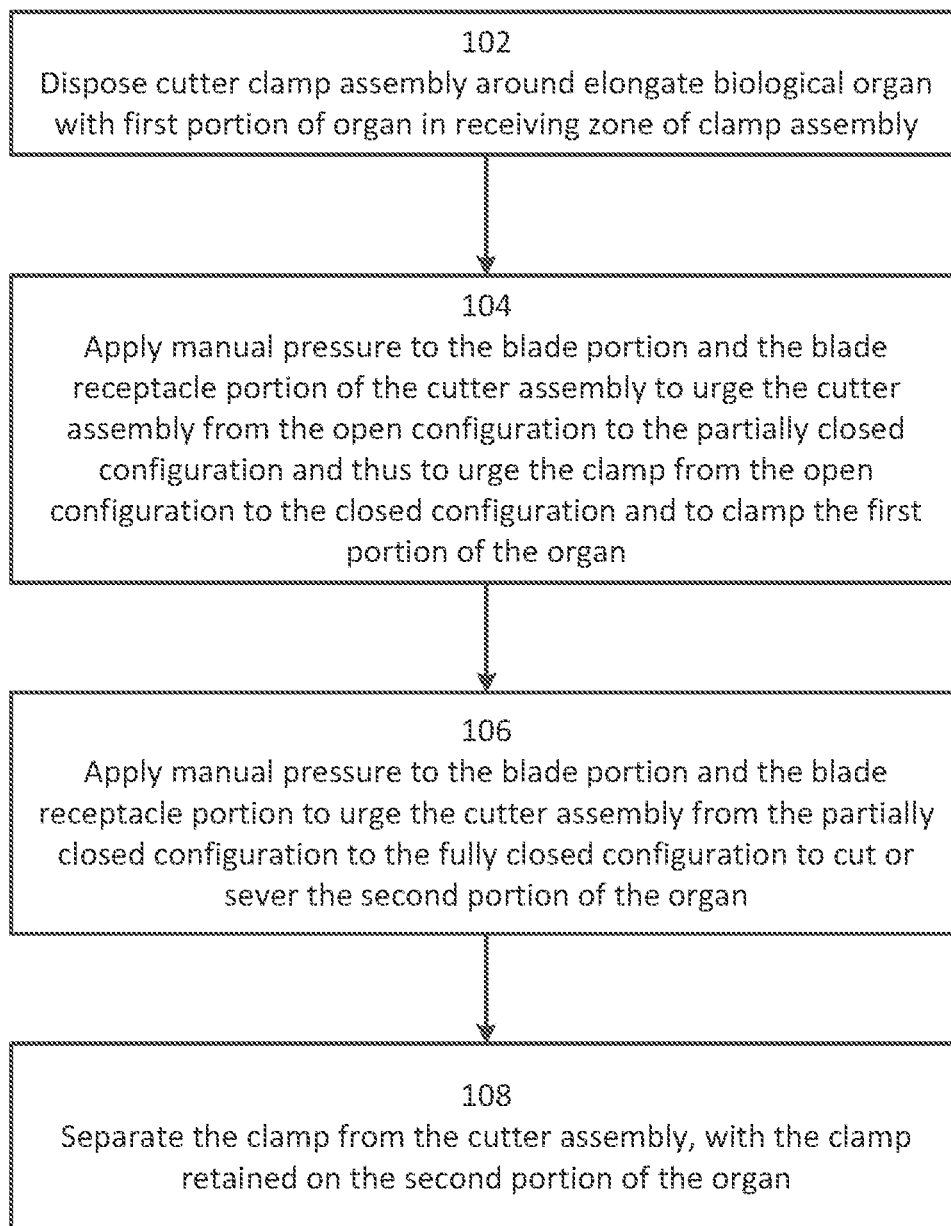 102
Dispose cutter clamp assembly around elongate biological organ
with first portion of organ in receiving zone of clamp assembly
104
Apply manual pressure to the blade portion and the blade
receptacle portion of the cutter assembly to urge the cutter
assembly from the open configuration to the partially closed
configuration and thus to urge the clamp from the open
configuration to the closed configuration and to clamp the first
portion of the organ
106
Apply manual pressure to the blade portion and the blade
receptacle portion to urge the cutter assembly from the partially
closed configuration to the fully closed configuration to cut or
sever the second portion of the organ
108
Separate the clamp from the cutter assembly, with the clamp
retained on the second portion of the organ